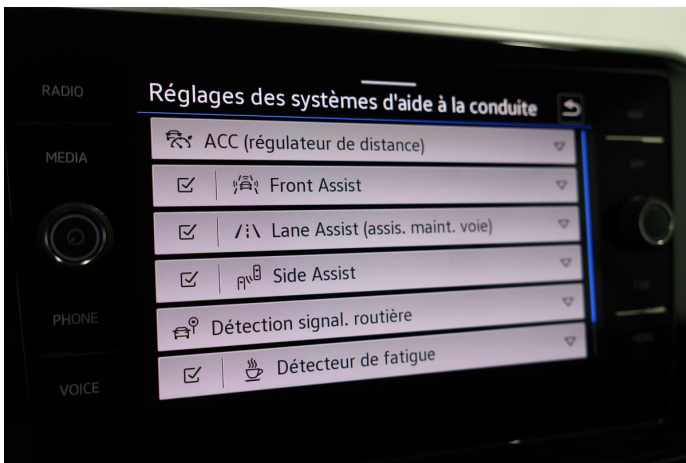 RADIO
Réglages des systèmes d'aide à la conduite
ACC (régulateur de distance)
MEDIA
Front Assist
Lane Assist (assis. maint. voie)
Side Assist
PHONE
Détection signal. routière
Détecteur de fatigue
VOICE